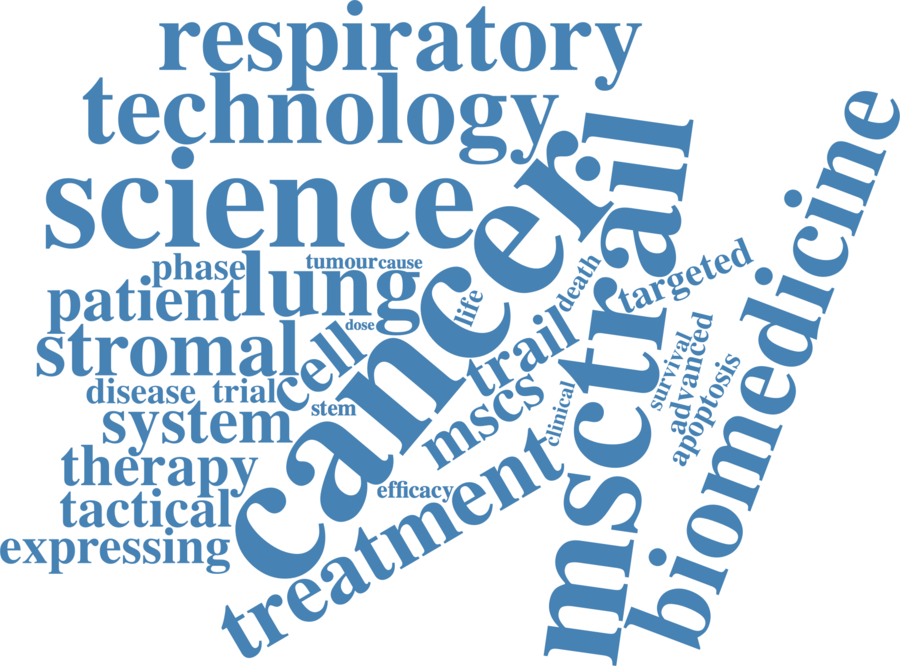 respiratory
technology
science
phase
lung
tumour
cause
patient
dose
stromal
cell
disease
trial
stem
system
therapy
tactical
expressing
cancer
life
death
targeted
trail
mscs
efficacy
treatment
clinical
survival
advanced
apoptosis
msctrail
biomedicine